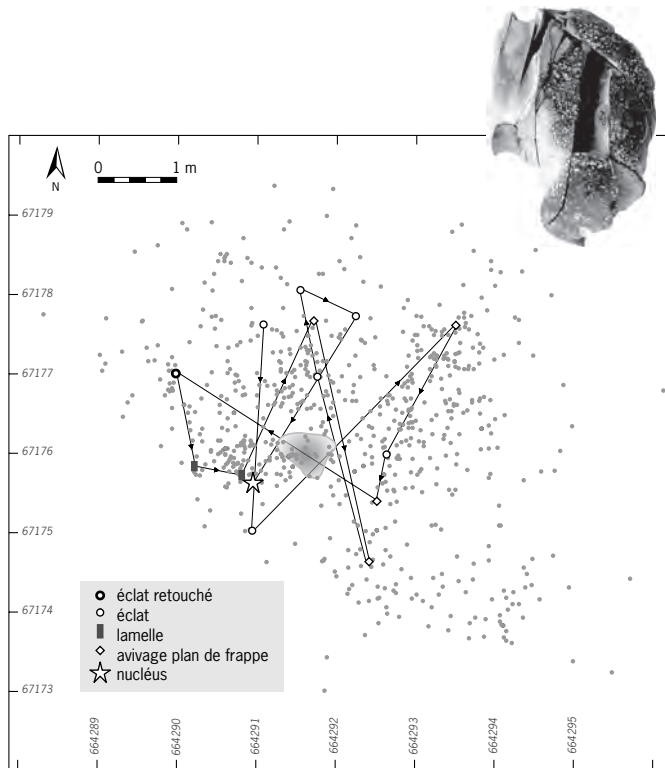 N
0 1 m
67179
67178
67177
67176
67175
67174
67173
éclat retouché
éclat
lamelle
avivage plan de frappe
nucléus
664289
664290
664291
664292
664293
664294
664295